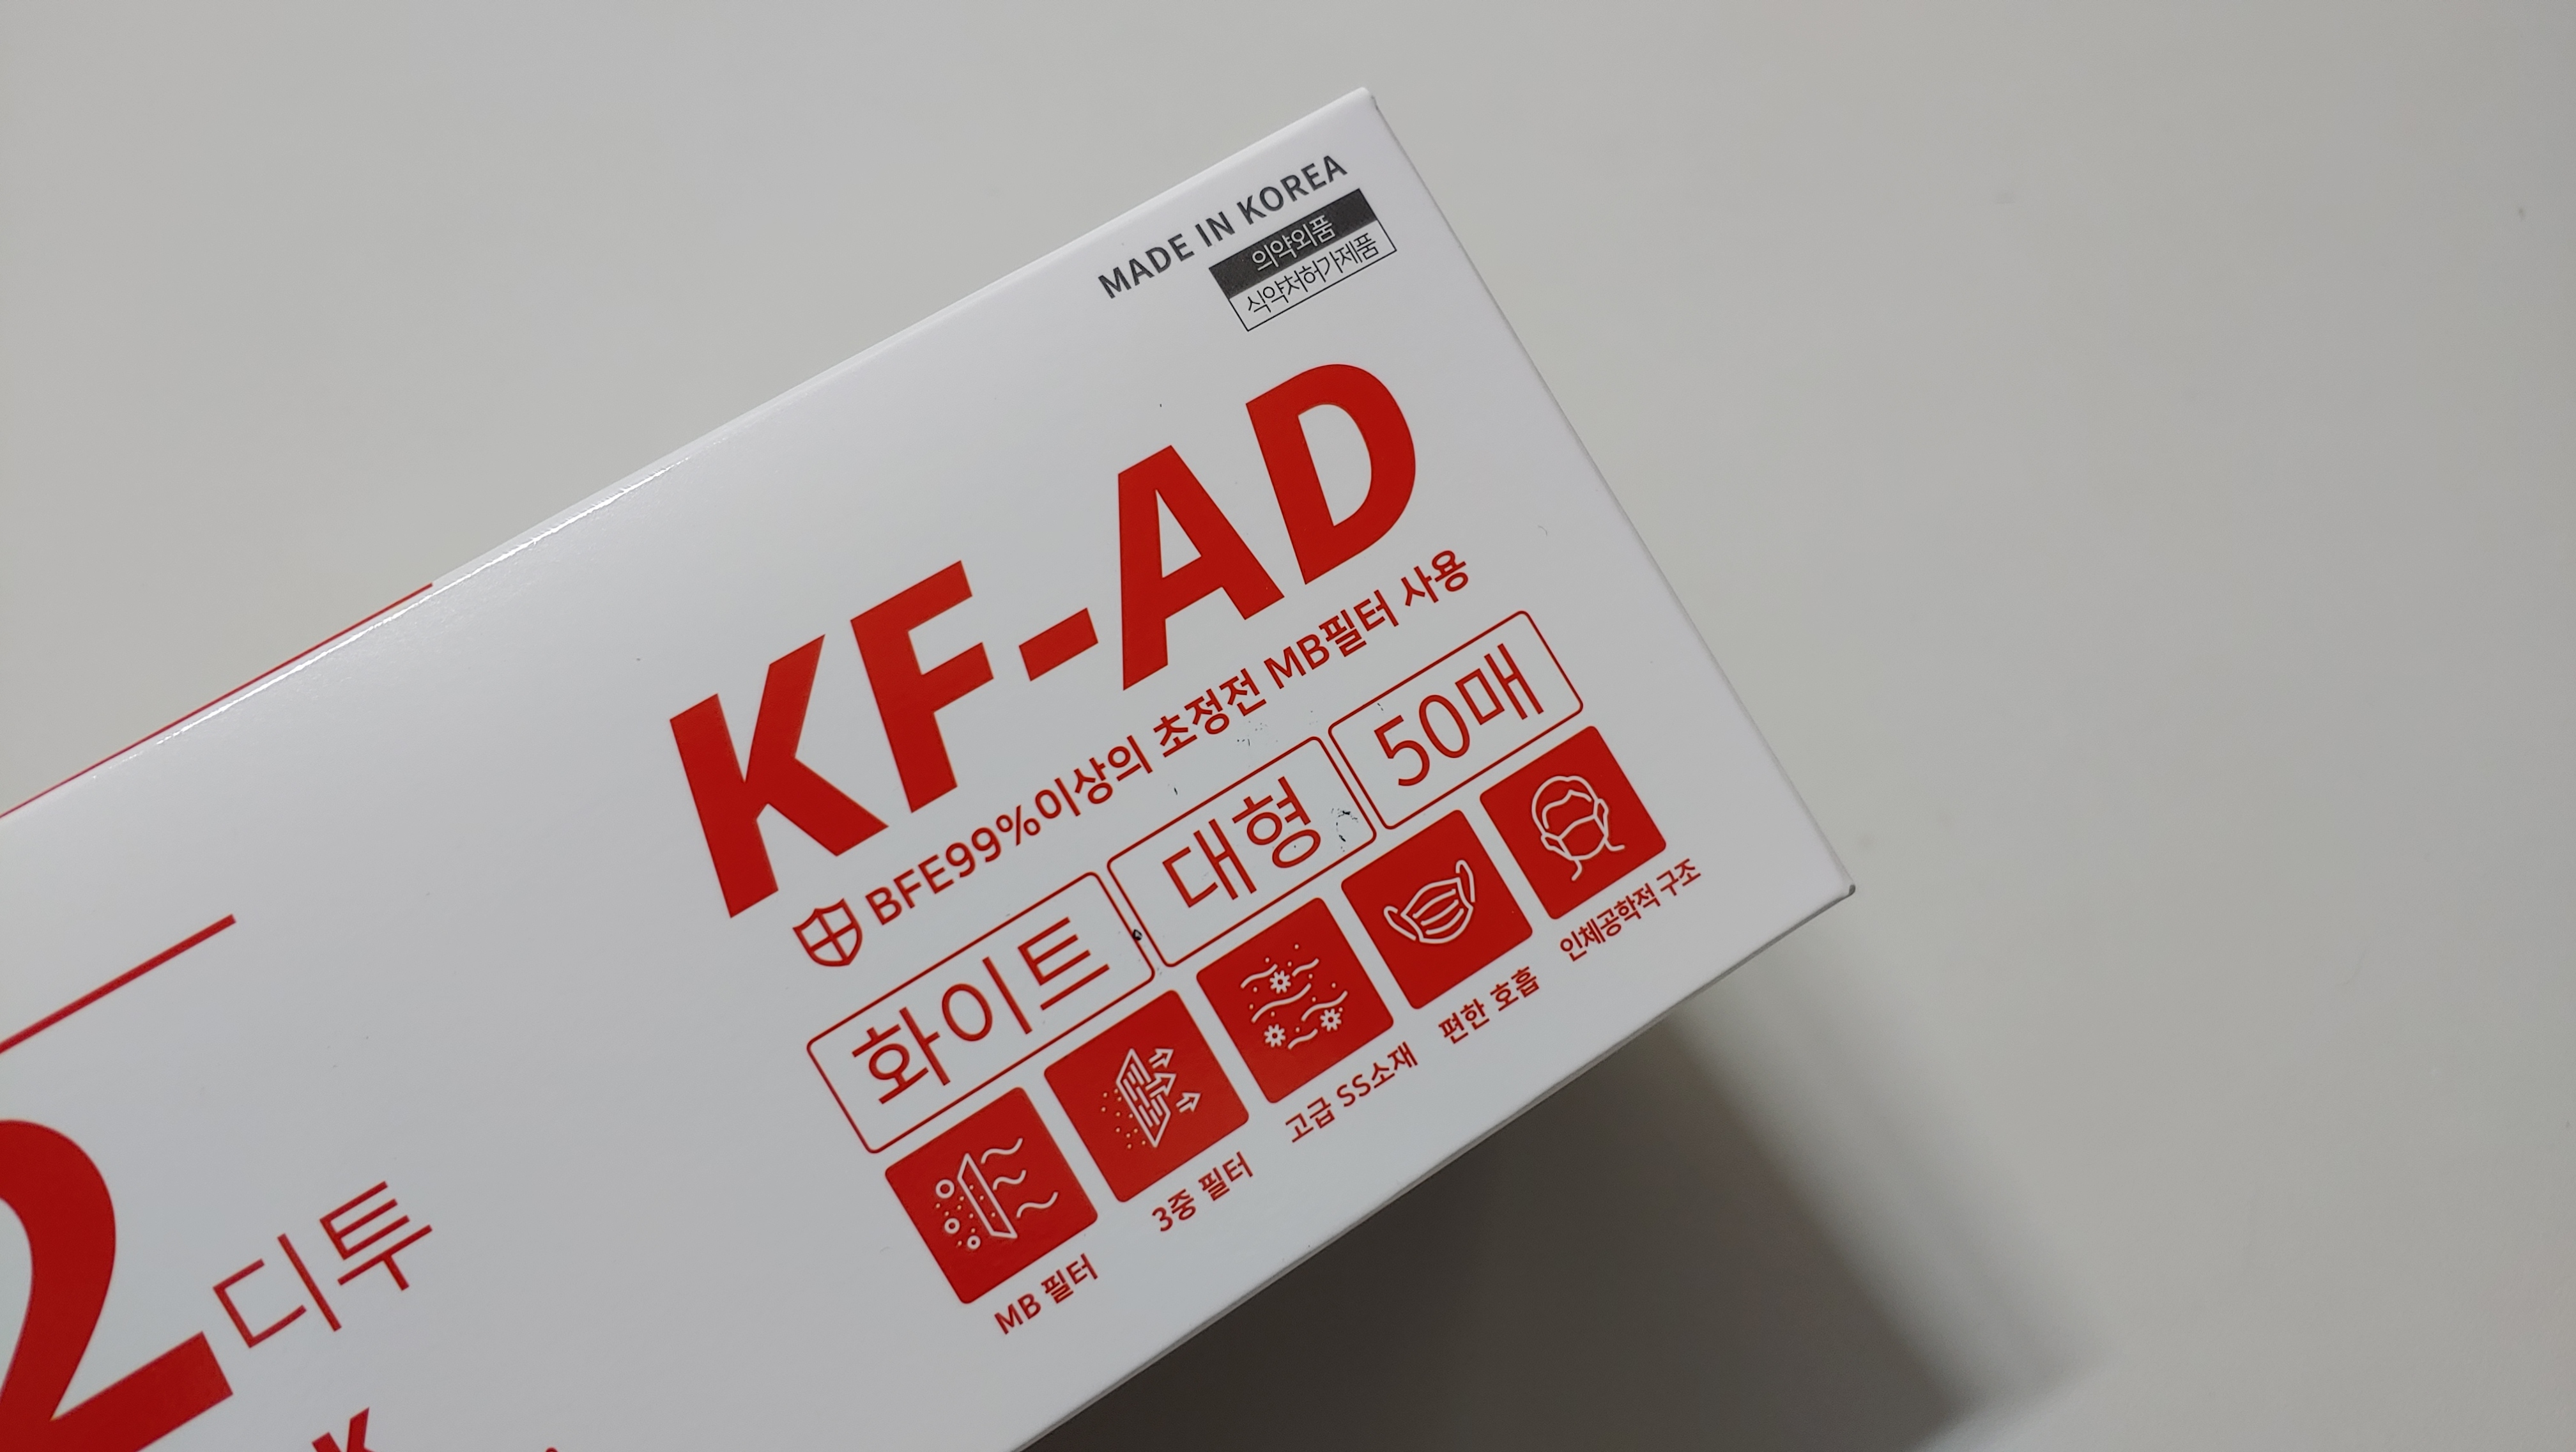 MADE IN KOREA
의약외품
식약처허가제품
KF-AD
BFE99%이상의 초정전 MB필터 사용
화이트 대형 50매
MB 필터 3중 필터 고급 SS소재 편한 호흡 인체공학적 구조
2 디투
K